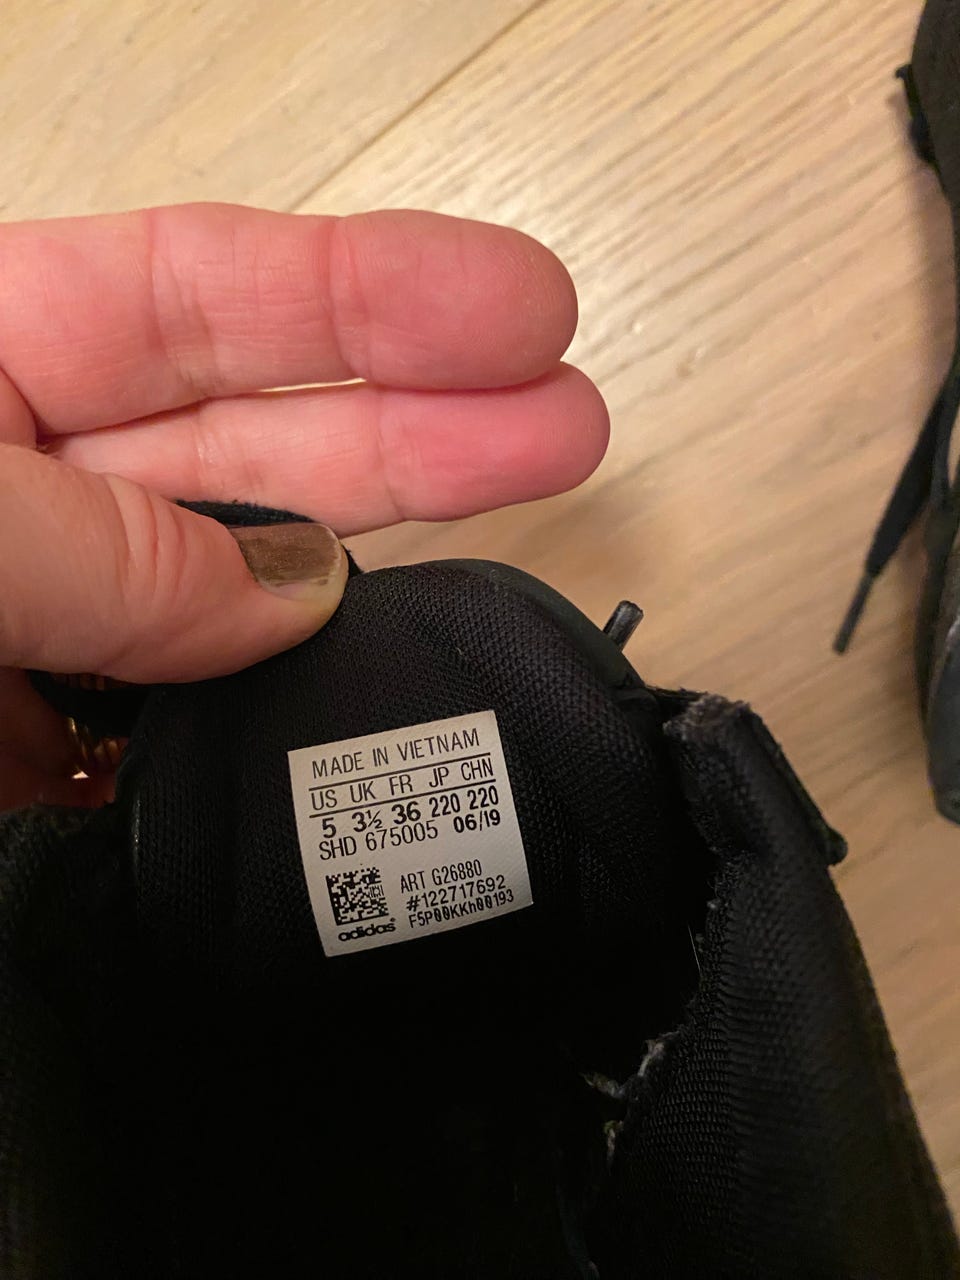 MADE IN VIETNAM
US UK FR JP CHN
5 3½ 36 220 220
SHD 675005 06/19
ART G26880
#122717692
F5P00KKh00193
adidas